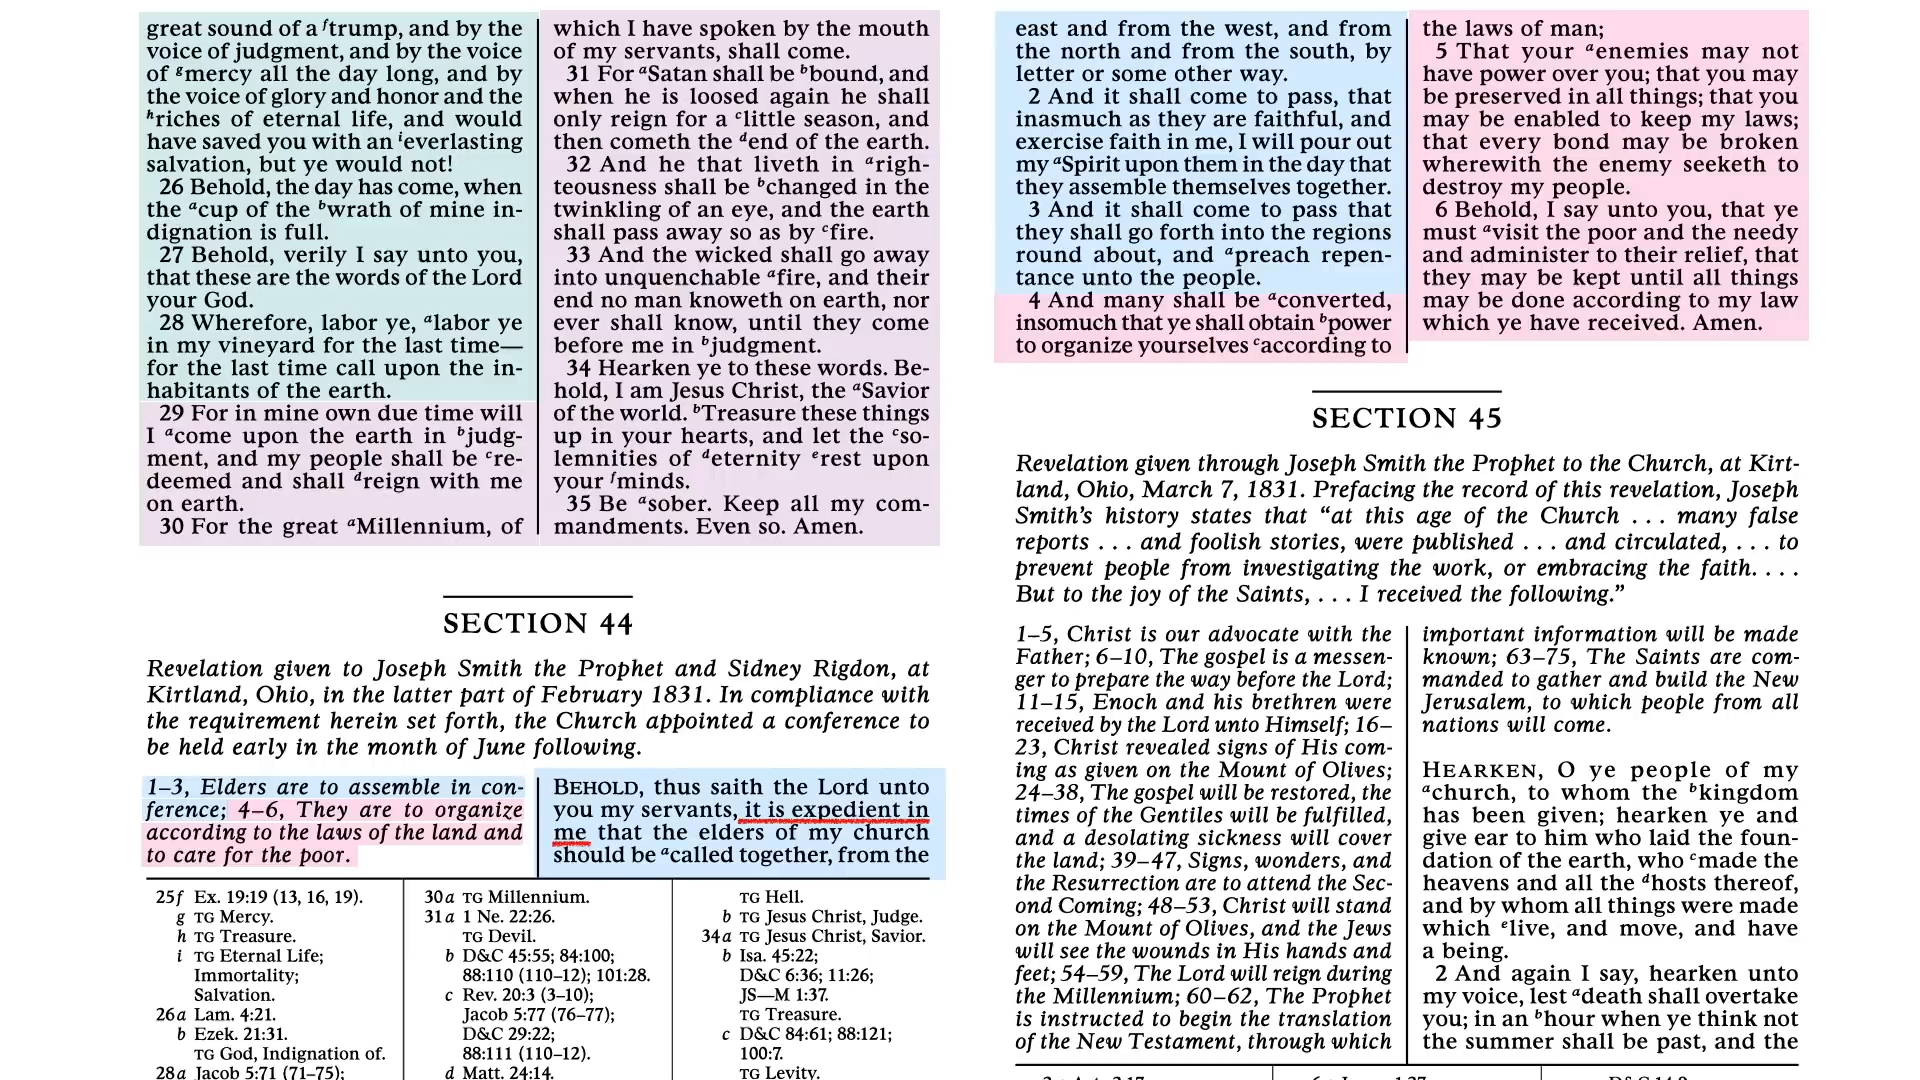 great sound of a ftrump, and by the
voice of judgment, and by the voice
of gmercy all the day long, and by
the voice of glory and honor and the
hriches of eternal life, and would
have saved you with an ieverlasting
salvation, but ye would not!
26 Behold, the day has come, when
the acup of the bwrath of mine in-
dignation is full.
27 Behold, verily I say unto you,
that these are the words of the Lord
your God.
28 Wherefore, labor ye, alabor ye
in my vineyard for the last time—
for the last time call upon the in-
habitants of the earth.
29 For in mine own due time will
I acome upon the earth in bjudg-
ment, and my people shall be cre-
deemed and shall dreign with me
on earth.
30 For the great aMillennium, of
which I have spoken by the mouth
of my servants, shall come.
31 For aSatan shall be bbound, and
when he is loosed again he shall
only reign for a clittle season, and
then cometh the dend of the earth.
32 And he that liveth in arigh-
teousness shall be bchanged in the
twinkling of an eye, and the earth
shall pass away so as by cfire.
33 And the wicked shall go away
into unquenchable afire, and their
end no man knoweth on earth, nor
ever shall know, until they come
before me in bjudgment.
34 Hearken ye to these words. Be-
hold, I am Jesus Christ, the aSavior
of the world. bTreasure these things
up in your hearts, and let the cso-
lemnities of deternity erest upon
your fminds.
35 Be asober. Keep all my com-
mandments. Even so. Amen.
SECTION 44
Revelation given to Joseph Smith the Prophet and Sidney Rigdon, at
Kirtland, Ohio, in the latter part of February 1831. In compliance with
the requirement herein set forth, the Church appointed a conference to
be held early in the month of June following.
1–3, Elders are to assemble in con-
ference; 4–6, They are to organize
according to the laws of the land and
to care for the poor.
BEHOLD, thus saith the Lord unto
you my servants, it is expedient in
me that the elders of my church
should be acalled together, from the
25f Ex. 19:19 (13, 16, 19).
g TG Mercy.
h TG Treasure.
i TG Eternal Life;
Immortality;
Salvation.
26a Lam. 4:21.
b Ezek. 21:31.
TG God, Indignation of.
28a Jacob 5:71 (71–75);
30a TG Millennium.
31a 1 Ne. 22:26.
TG Devil.
b D&C 45:55; 84:100;
88:110 (110–12); 101:28.
c Rev. 20:3 (3–10);
Jacob 5:77 (76–77);
D&C 29:22;
88:111 (110–12).
d Matt. 24:14.
TG Hell.
b TG Jesus Christ, Judge.
34a TG Jesus Christ, Savior.
b Isa. 45:22;
D&C 6:36; 11:26;
JS—M 1:37.
TG Treasure.
c D&C 84:61; 88:121;
100:7.
TG Levity.
east and from the west, and from
the north and from the south, by
letter or some other way.
2 And it shall come to pass, that
inasmuch as they are faithful, and
exercise faith in me, I will pour out
my aSpirit upon them in the day that
they assemble themselves together.
3 And it shall come to pass that
they shall go forth into the regions
round about, and apreach repen-
tance unto the people.
4 And many shall be aconverted,
insomuch that ye shall obtain bpower
to organize yourselves caccording to
the laws of man;
5 That your aenemies may not
have power over you; that you may
be preserved in all things; that you
may be enabled to keep my laws;
that every bond may be broken
wherewith the enemy seeketh to
destroy my people.
6 Behold, I say unto you, that ye
must avisit the poor and the needy
and administer to their relief, that
they may be kept until all things
may be done according to my law
which ye have received. Amen.
SECTION 45
Revelation given through Joseph Smith the Prophet to the Church, at Kirt-
land, Ohio, March 7, 1831. Prefacing the record of this revelation, Joseph
Smith’s history states that “at this age of the Church . . . many false
reports . . . and foolish stories, were published . . . and circulated, . . . to
prevent people from investigating the work, or embracing the faith. . . .
But to the joy of the Saints, . . . I received the following.”
1–5, Christ is our advocate with the
Father; 6–10, The gospel is a messen-
ger to prepare the way before the Lord;
11–15, Enoch and his brethren were
received by the Lord unto Himself; 16–
23, Christ revealed signs of His com-
ing as given on the Mount of Olives;
24–38, The gospel will be restored, the
times of the Gentiles will be fulfilled,
and a desolating sickness will cover
the land; 39–47, Signs, wonders, and
the Resurrection are to attend the Sec-
ond Coming; 48–53, Christ will stand
on the Mount of Olives, and the Jews
will see the wounds in His hands and
feet; 54–59, The Lord will reign during
the Millennium; 60–62, The Prophet
is instructed to begin the translation
of the New Testament, through which
important information will be made
known; 63–75, The Saints are com-
manded to gather and build the New
Jerusalem, to which people from all
nations will come.
HEARKEN, O ye people of my
achurch, to whom the bkingdom
has been given; hearken ye and
give ear to him who laid the foun-
dation of the earth, who cmade the
heavens and all the dhosts thereof,
and by whom all things were made
which elive, and move, and have
a being.
2 And again I say, hearken unto
my voice, lest adeath shall overtake
you; in an bhour when ye think not
the summer shall be past, and the